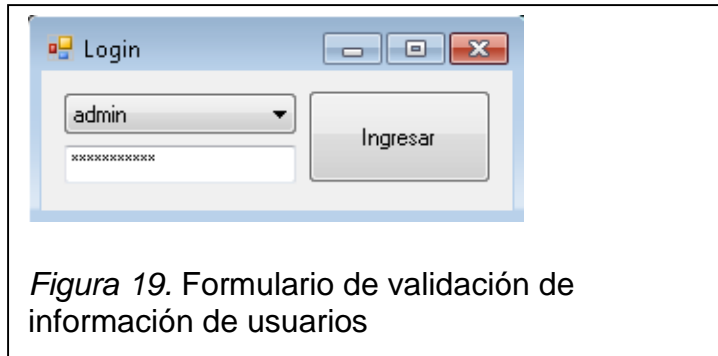 Login
admin
Ingresar
***********
Figura 19. Formulario de validación de
información de usuarios